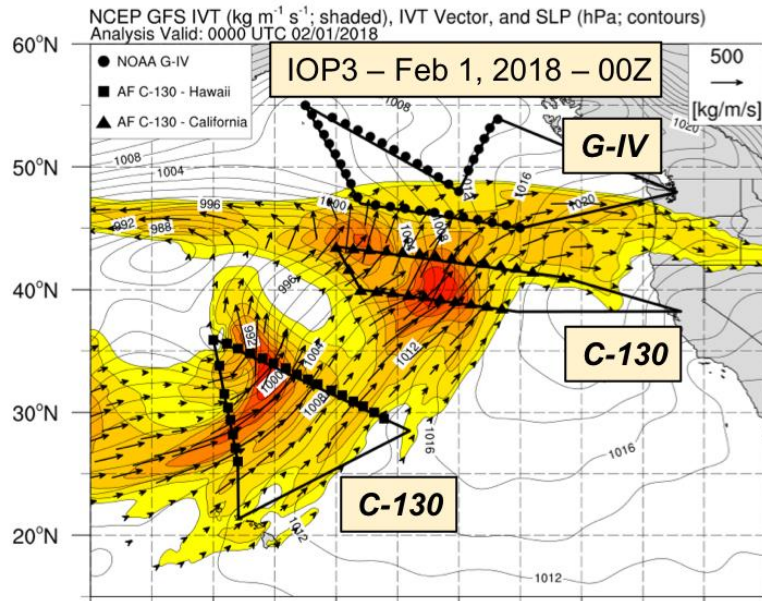 NCEP GFS IVT (kg m⁻¹ s⁻¹; shaded), IVT Vector, and SLP (hPa; contours)
Analysis Valid: 0000 UTC 02/01/2018
60°N
NOAA G-IV
AF C-130 - Hawaii
AF C-130 - California
IOP3 – Feb 1, 2018 – 00Z
500
[kg/m/s]
1008
1020
G-IV
50°N
1008
1004
1012
1016
1000
996
1020
992
988
1004
1008
40°N
996
992
1004
1012
C-130
1000
1008
30°N
1016
1016
C-130
20°N
1012
1012